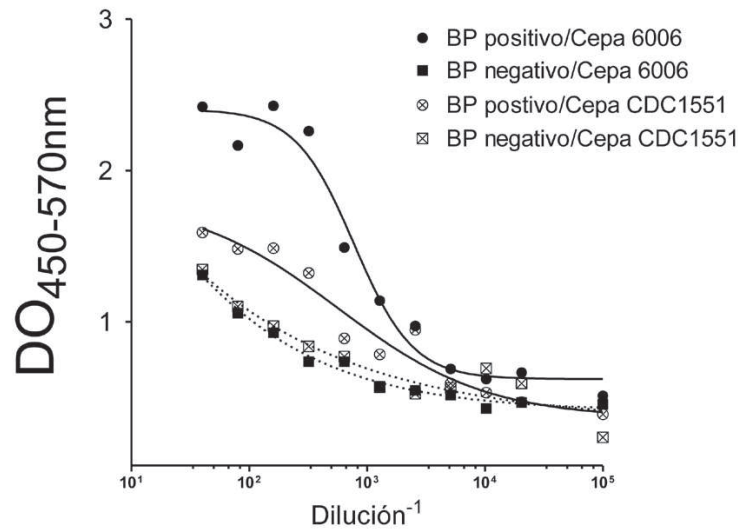 3
2
1
DO450-570nm
BP positivo/Cepa 6006
BP negativo/Cepa 6006
BP postivo/Cepa CDC1551
BP negativo/Cepa CDC1551
10¹ 10² 10³ 10⁴ 10⁵
Dilución⁻¹